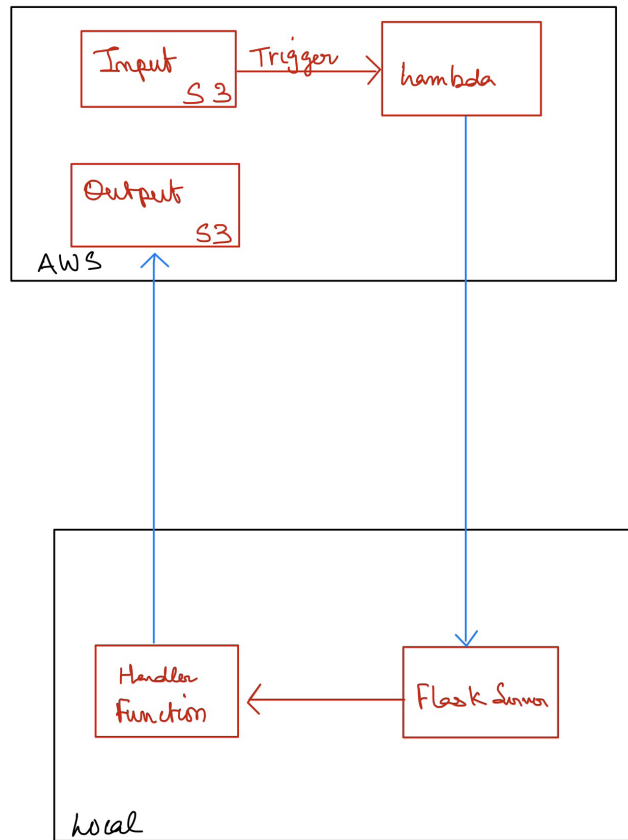 Input
S3
Trigger
Lambda
Output
S3
AWS
Handler
Function
Flask Server
Local